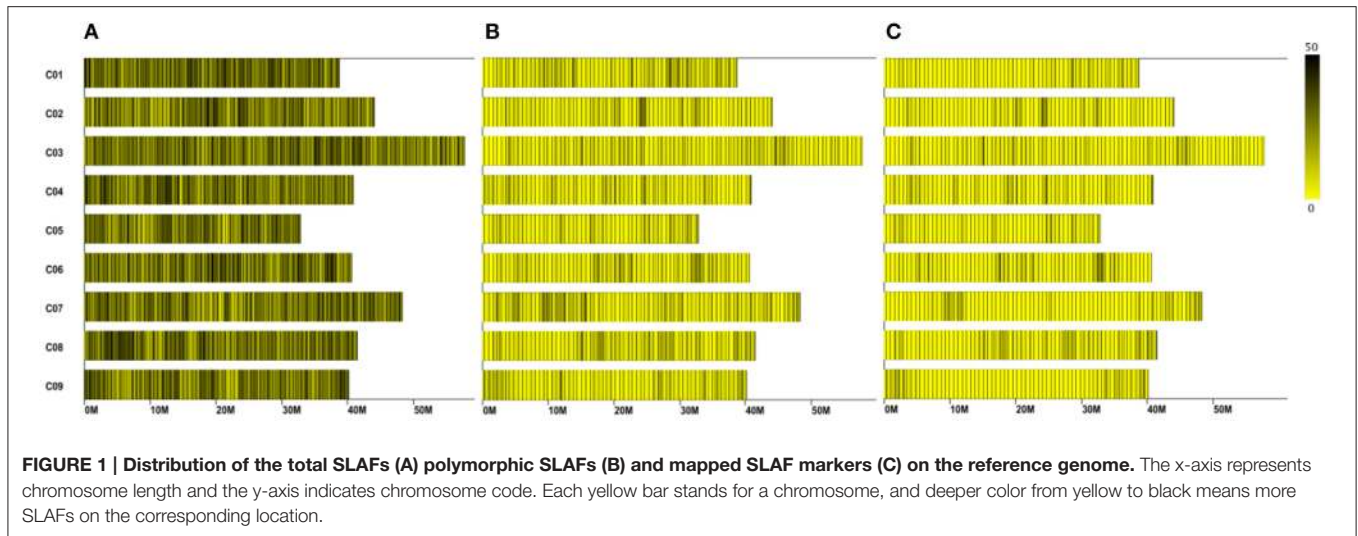 A B C
50
0
C01
C02
C03
C04
C05
C06
C07
C08
C09
0M 10M 20M 30M 40M 50M 0M 10M 20M 30M 40M 50M 0M 10M 20M 30M 40M 50M
FIGURE 1 | Distribution of the total SLAFs (A) polymorphic SLAFs (B) and mapped SLAF markers (C) on the reference genome. The x-axis represents
chromosome length and the y-axis indicates chromosome code. Each yellow bar stands for a chromosome, and deeper color from yellow to black means more
SLAFs on the corresponding location.